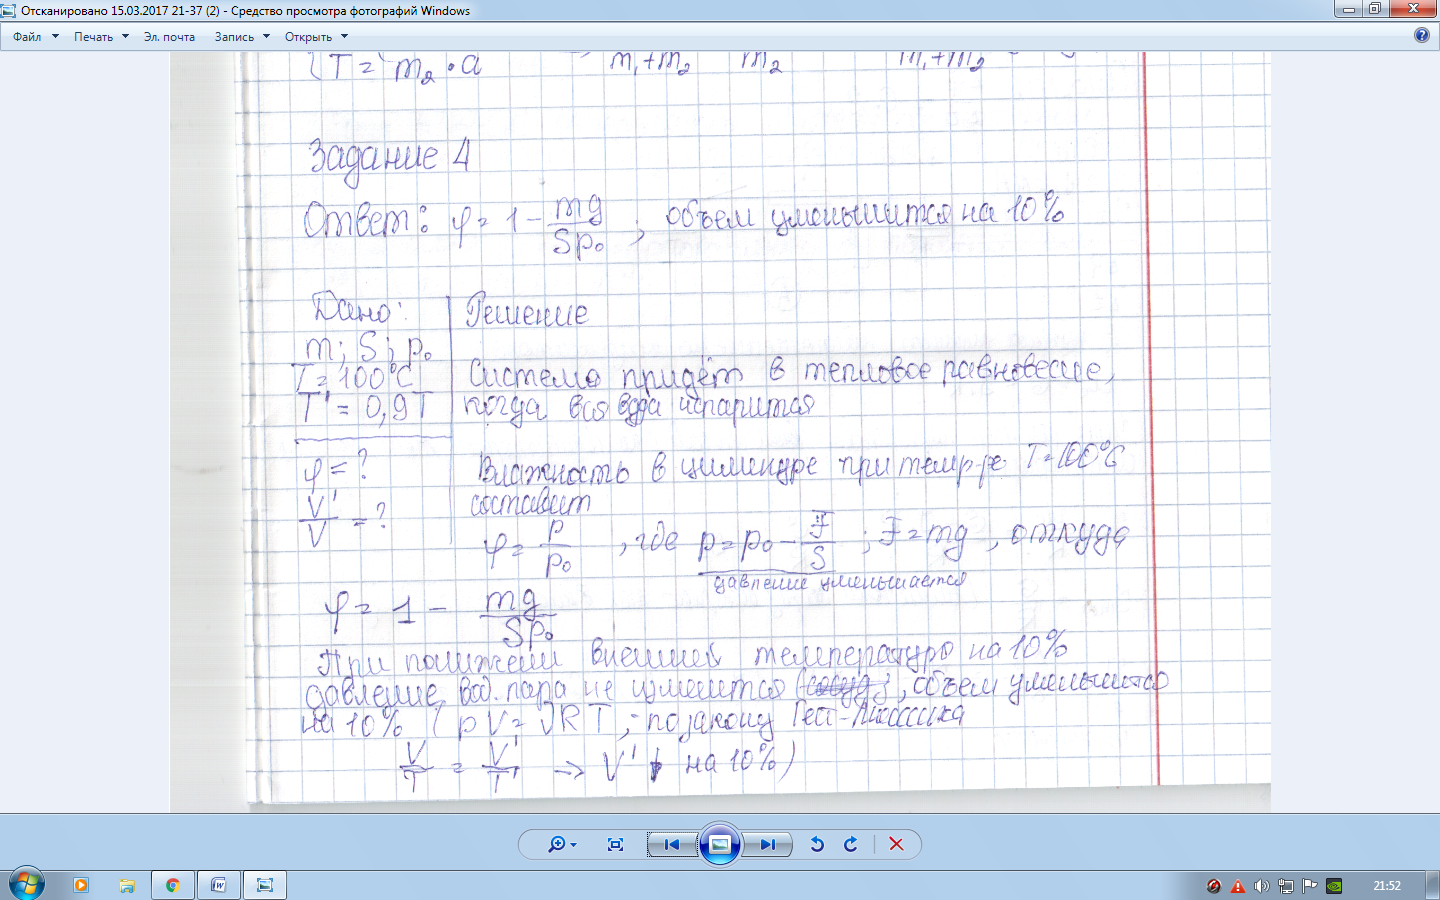 Отсканировано 15.03.2017 21-37 (2) - Средство просмотра фотографий Windows
Файл Печать Эл. почта Запись Открыть
T = m₂ • a m₁+m₂ m₂ m₁+m₂
Задание 4
Ответ: φ = 1 - mg/Sp₀ ; объем уменьшится на 10%
Дано: Решение
m; S; p₀
T = 100°C Система придёт в тепловое равновесие,
T' = 0,9T когда вся вода испарится
φ = ? Влажность в цилиндре при темр-ре T = 100°C
V'/V = ? составит
φ = p/p₀ , где p = p₀ - F/S ; F = mg , откуда
давление уменьшается
φ = 1 - mg/Sp₀
При понижении внешней температуры на 10%
давление вод. пара не изменится , объем уменьшится
на 10% ( pV = νRT , - по закону Гей-Люссака
V/T = V'/T' → V' на 10%)
21:52